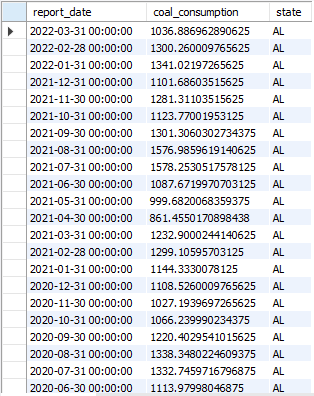 report_date coal_consumption state
2022-03-31 00:00:00 1036.886962890625 AL
2022-02-28 00:00:00 1300.260009765625 AL
2022-01-31 00:00:00 1341.02197265625 AL
2021-12-31 00:00:00 1101.68603515625 AL
2021-11-30 00:00:00 1281.31103515625 AL
2021-10-31 00:00:00 1123.77001953125 AL
2021-09-30 00:00:00 1301.3060302734375 AL
2021-08-31 00:00:00 1576.9859619140625 AL
2021-07-31 00:00:00 1578.2530517578125 AL
2021-06-30 00:00:00 1087.6719970703125 AL
2021-05-31 00:00:00 999.6820068359375 AL
2021-04-30 00:00:00 861.4550170898438 AL
2021-03-31 00:00:00 1232.9000244140625 AL
2021-02-28 00:00:00 1299.10595703125 AL
2021-01-31 00:00:00 1144.3330078125 AL
2020-12-31 00:00:00 1108.5260009765625 AL
2020-11-30 00:00:00 1027.1939697265625 AL
2020-10-31 00:00:00 1066.239990234375 AL
2020-09-30 00:00:00 1220.4029541015625 AL
2020-08-31 00:00:00 1338.3480224609375 AL
2020-07-31 00:00:00 1332.7459716796875 AL
2020-06-30 00:00:00 1113.97998046875 AL